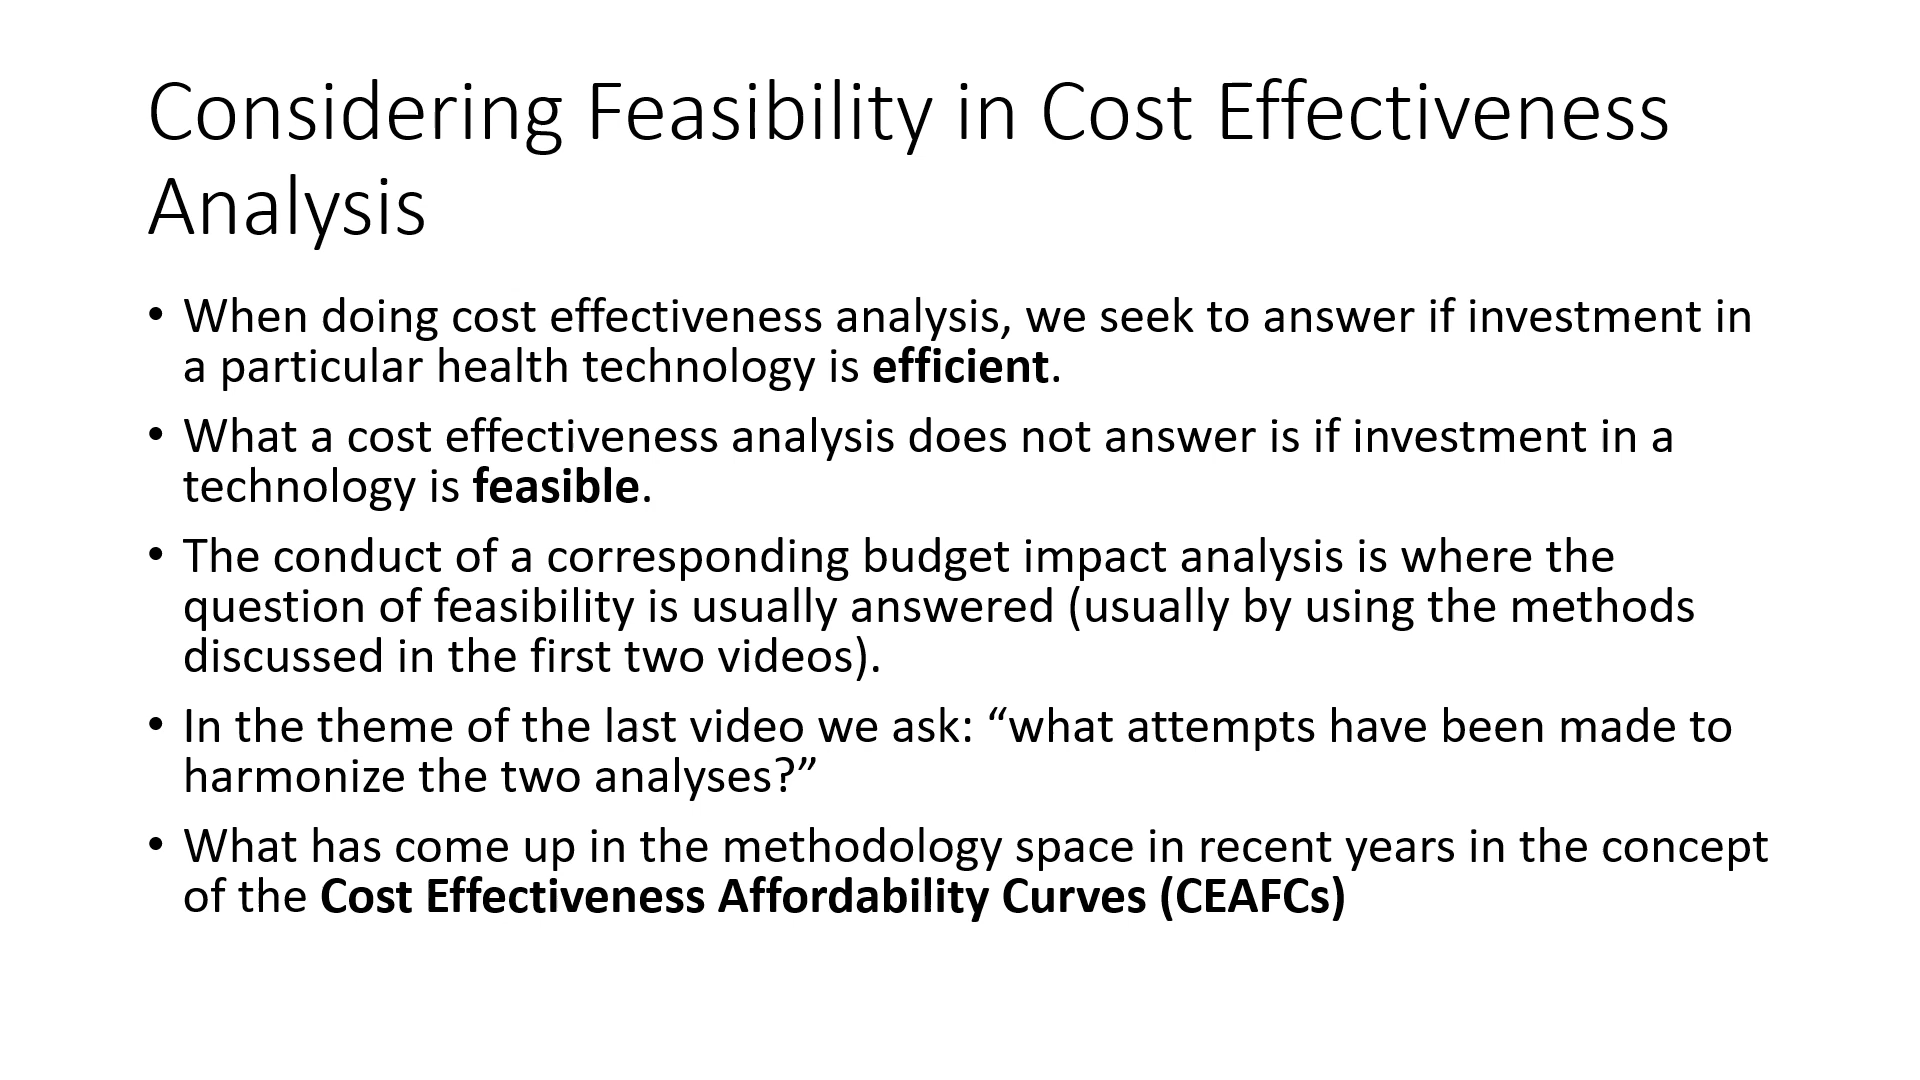 Considering Feasibility in Cost Effectiveness
Analysis
• When doing cost effectiveness analysis, we seek to answer if investment in
a particular health technology is efficient.
• What a cost effectiveness analysis does not answer is if investment in a
technology is feasible.
• The conduct of a corresponding budget impact analysis is where the
question of feasibility is usually answered (usually by using the methods
discussed in the first two videos).
• In the theme of the last video we ask: “what attempts have been made to
harmonize the two analyses?”
• What has come up in the methodology space in recent years in the concept
of the Cost Effectiveness Affordability Curves (CEAFCs)